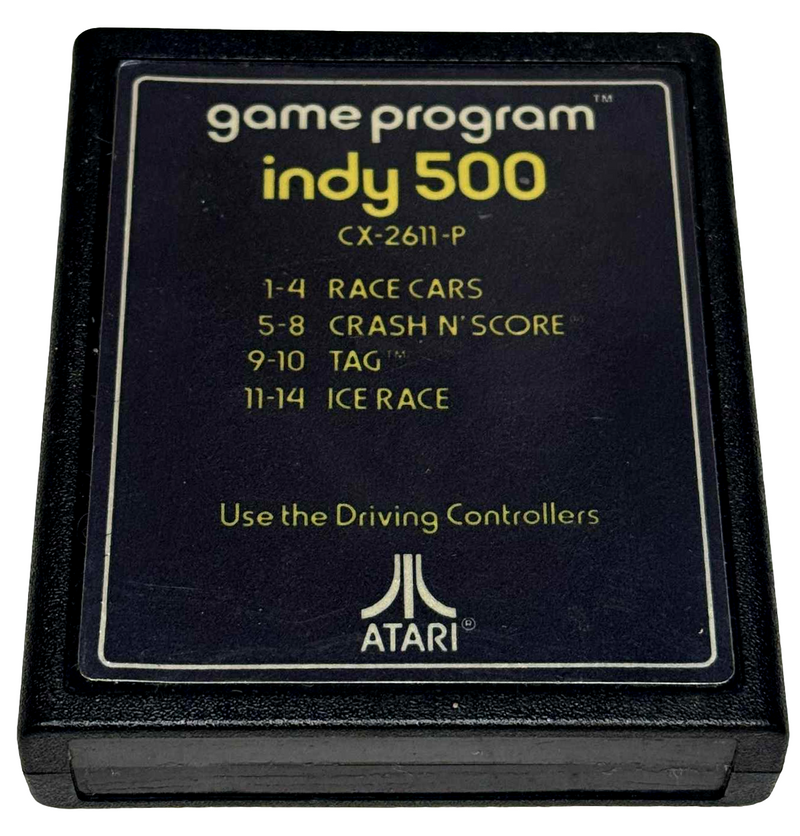 game program™
indy 500
CX-2611-P
1-4 RACE CARS
5-8 CRASH N' SCORE™
9-10 TAG™
11-14 ICE RACE
Use the Driving Controllers
ATARI®